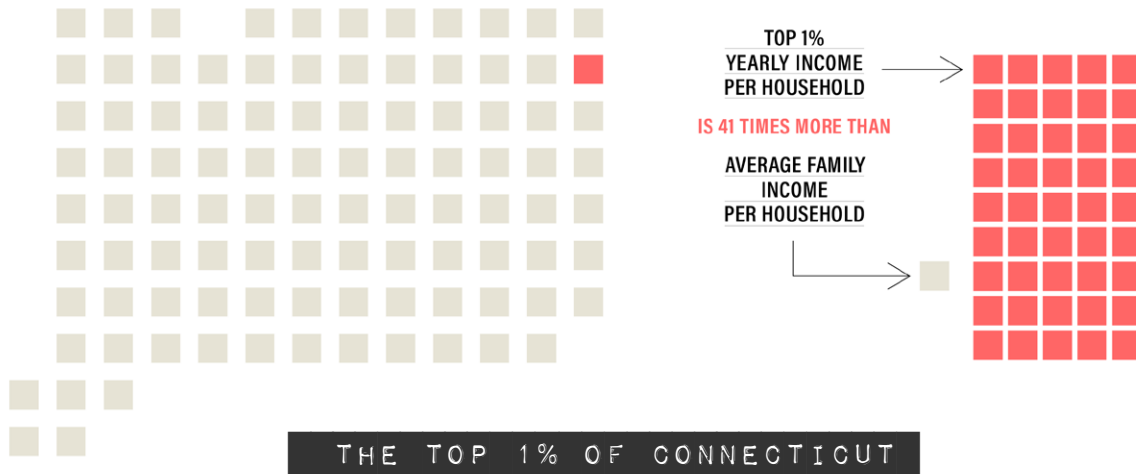 TOP 1%
YEARLY INCOME
PER HOUSEHOLD
IS 41 TIMES MORE THAN
AVERAGE FAMILY
INCOME
PER HOUSEHOLD
THE TOP 1% OF CONNECTICUT